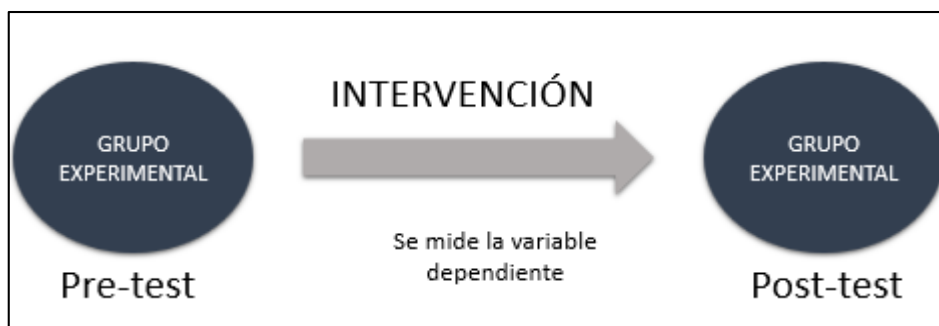 GRUPO
EXPERIMENTAL
Pre-test
INTERVENCIÓN
Se mide la variable
dependiente
GRUPO
EXPERIMENTAL
Post-test